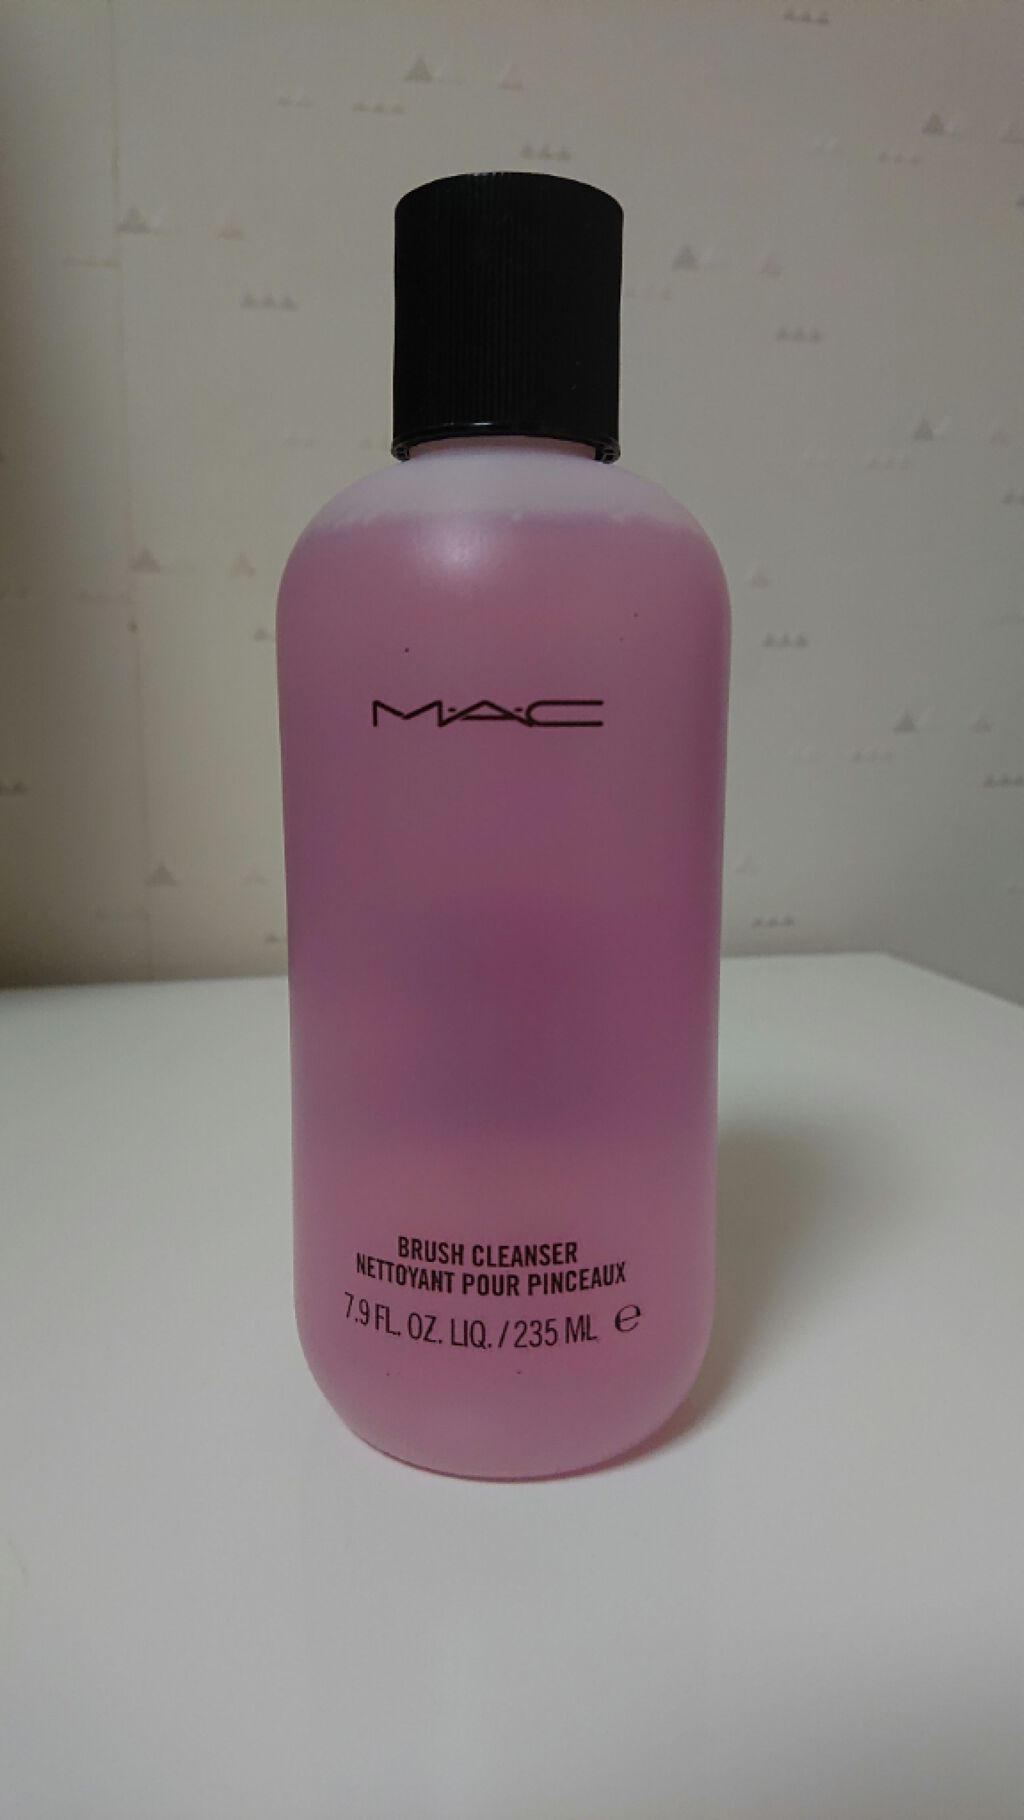 M·A·C
BRUSH CLEANSER
NETTOYANT POUR PINCEAUX
7.9 FL. OZ. LIQ. / 235 ML ℮